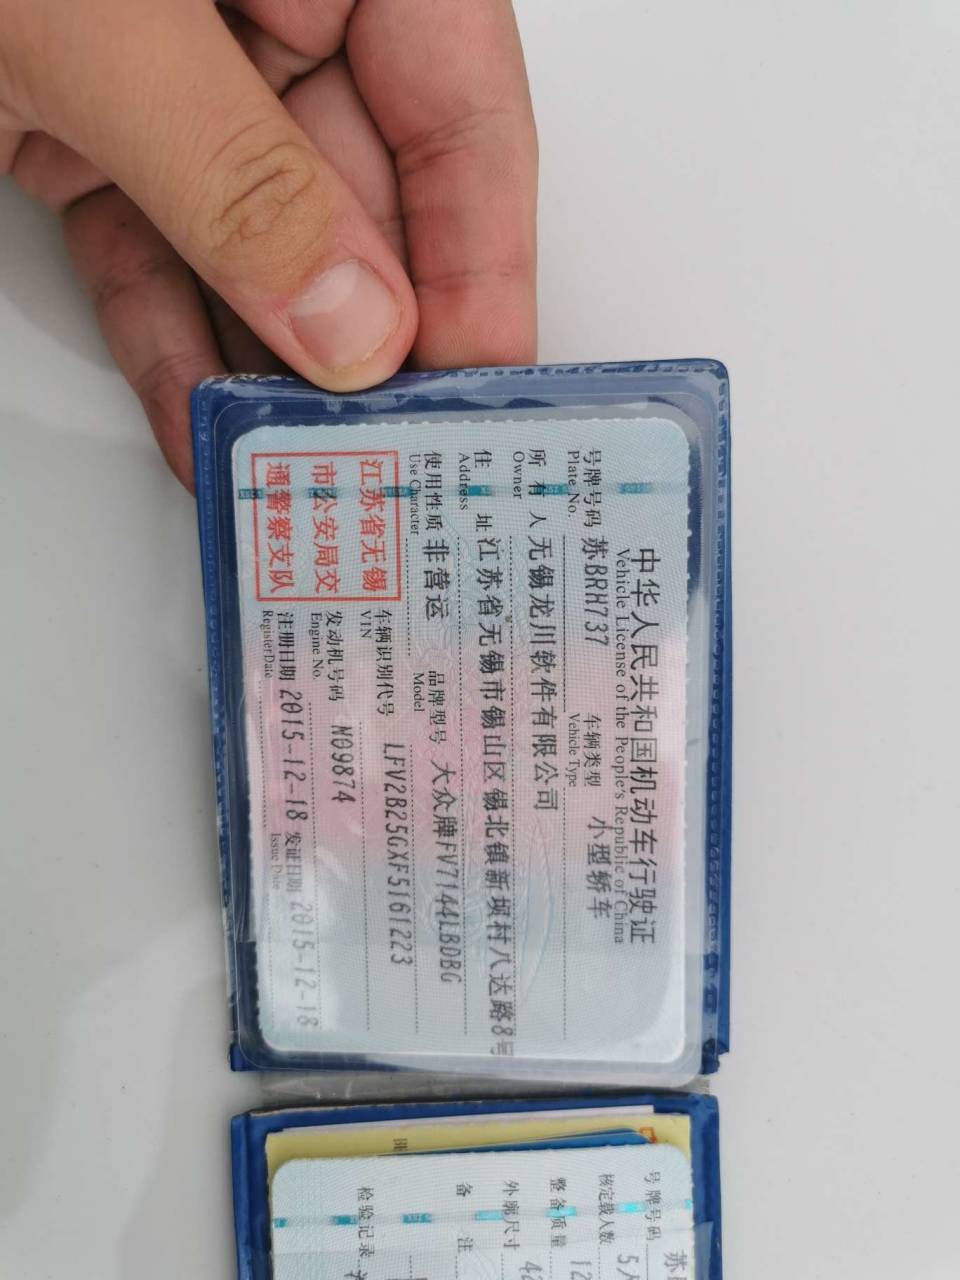 中华人民共和国机动车行驶证
Vehicle License of the People's Republic of China
号牌号码 苏BRH737 车辆类型 小型轿车
Plate No. Vehicle Type
所有人 无锡龙川软件有限公司
Owner
住址 江苏省无锡市锡山区锡北镇新坝村八达路8号
Address
使用性质 非营运 品牌型号 大众牌FV7144LBDBG
Use Character Model
江苏省无锡
市公安局交
通警察支队
车辆识别代号 LFV2B25GXF5161223
VIN
发动机号码 N09874
Engine No.
注册日期 2015-12-18 发证日期 2015-12-18
Register Date Issue Date
号牌号码 苏
核定载人数 5人
整备质量 12
外廓尺寸 42
备注
检验记录